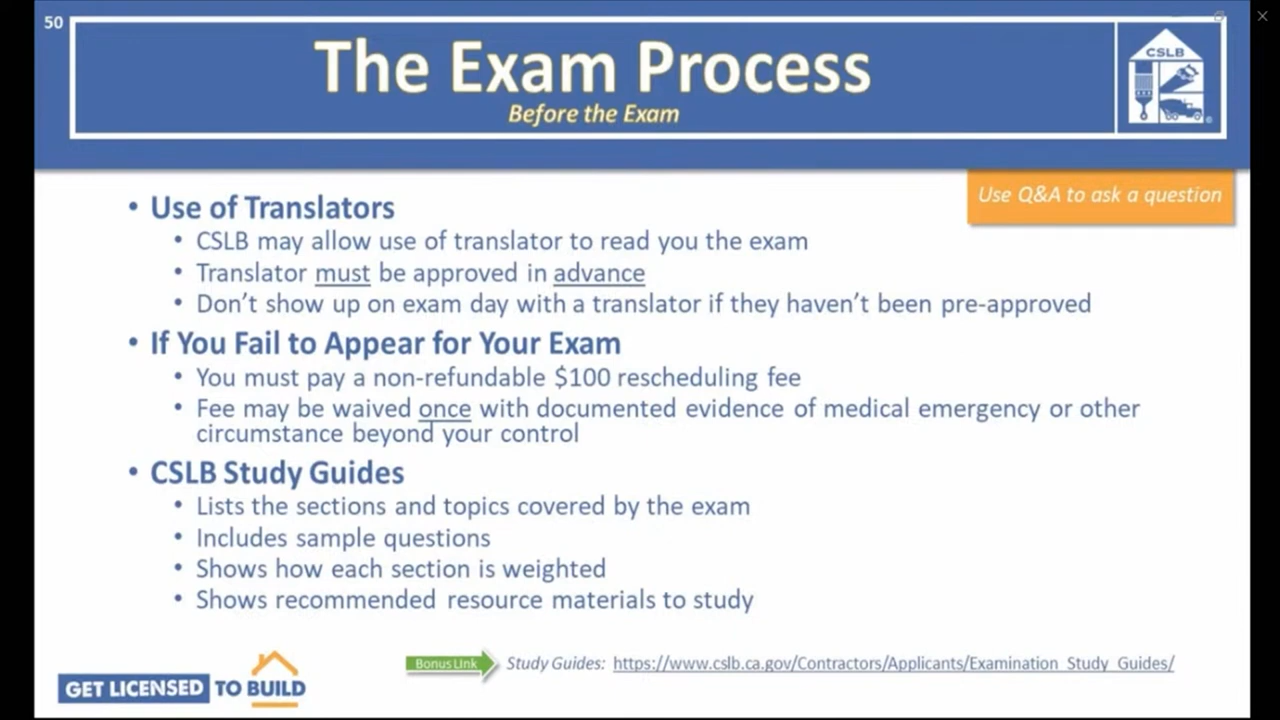 50
The Exam Process
Before the Exam
CSLB
Use Q&A to ask a question
• Use of Translators
• CSLB may allow use of translator to read you the exam
• Translator must be approved in advance
• Don't show up on exam day with a translator if they haven't been pre-approved
• If You Fail to Appear for Your Exam
• You must pay a non-refundable $100 rescheduling fee
• Fee may be waived once with documented evidence of medical emergency or other
circumstance beyond your control
• CSLB Study Guides
• Lists the sections and topics covered by the exam
• Includes sample questions
• Shows how each section is weighted
• Shows recommended resource materials to study
Bonus Link
Study Guides: https://www.cslb.ca.gov/Contractors/Applicants/Examination_Study_Guides/
GET LICENSED TO BUILD